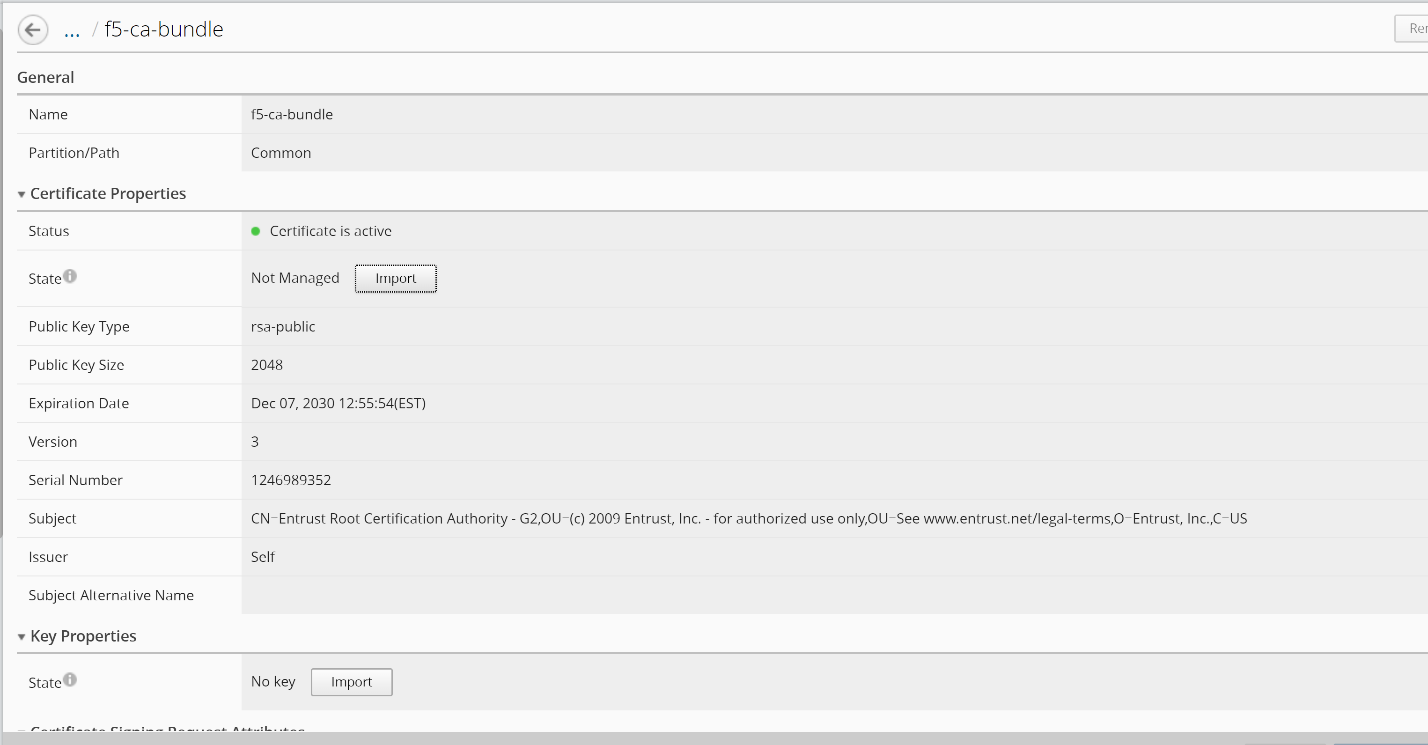 ... / f5-ca-bundle
General
Name f5-ca-bundle
Partition/Path Common
Certificate Properties
Status Certificate is active
State Not Managed Import
Public Key Type rsa-public
Public Key Size 2048
Expiration Date Dec 07, 2030 12:55:54(EST)
Version 3
Serial Number 1246989352
Subject CN=Entrust Root Certification Authority - G2,OU=(c) 2009 Entrust, Inc. - for authorized use only,OU=See www.entrust.net/legal-terms,O=Entrust, Inc.,C=US
Issuer Self
Subject Alternative Name
Key Properties
State No key Import
Certificate Signing Request Attributes